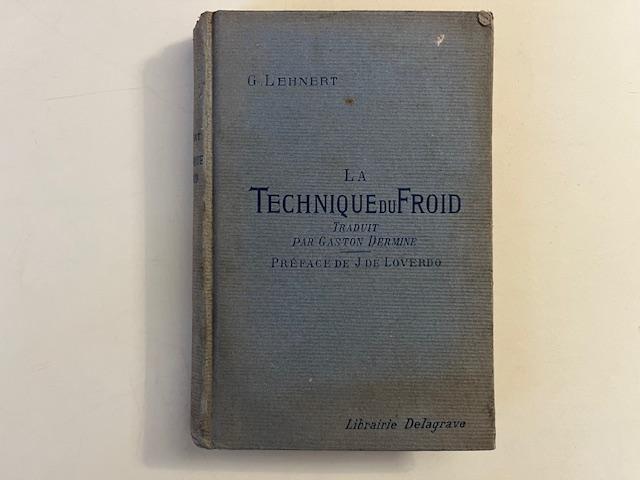 G. LEHNERT
LA
TECHNIQUE DU FROID
TRADUIT
PAR GASTON DERMINE
PRÉFACE DE J. DE LOVERDO
Librairie Delagrave